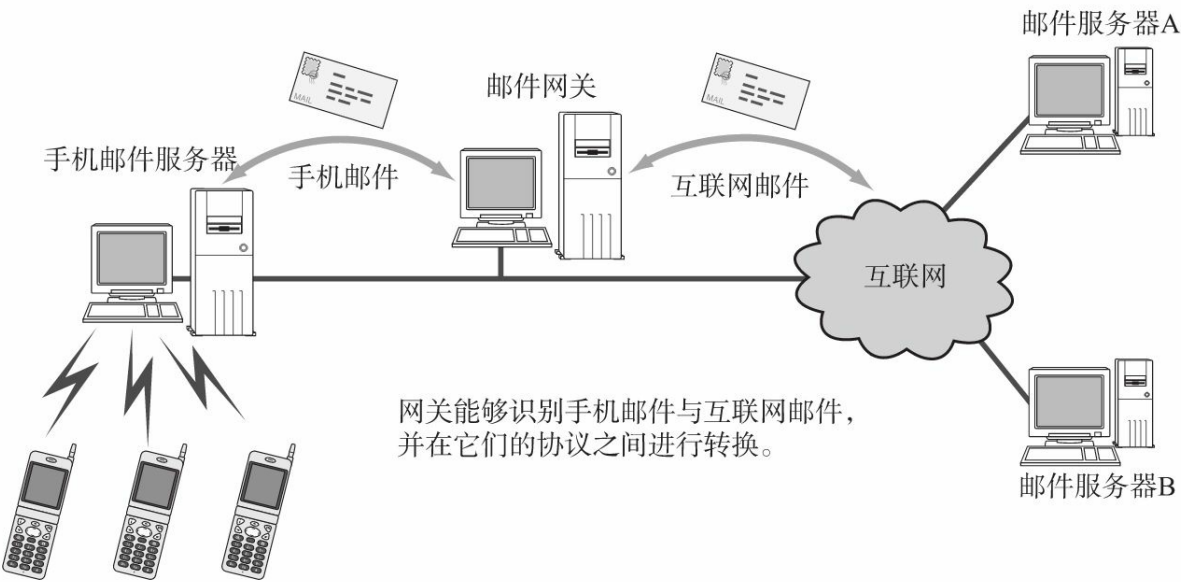 邮件服务器A
邮件网关
MAIL
MAIL
手机邮件服务器
手机邮件
互联网邮件
互联网
网关能够识别手机邮件与互联网邮件，
并在它们的协议之间进行转换。
邮件服务器B